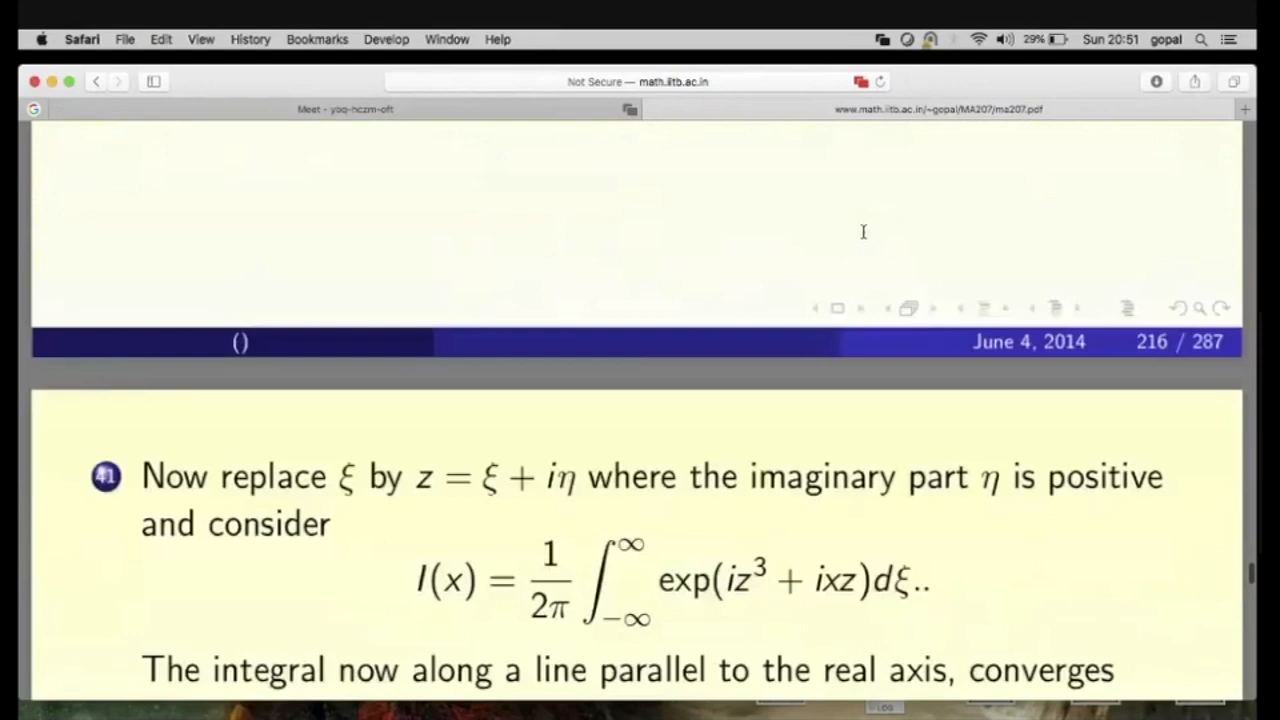 Safari File Edit View History Bookmarks Develop Window Help 29% Sun 20:51 gopal
Not Secure — math.iitb.ac.in
G Meet - ybq-hczm-oft www.math.iitb.ac.in/~gopal/MA207/ma207.pdf
() June 4, 2014 216 / 287
41 Now replace ξ by z = ξ + iη where the imaginary part η is positive
and consider
I(x) = 1/2π ∫_{−∞}^{∞} exp(iz³ + ixz)dξ..
The integral now along a line parallel to the real axis, converges
LOG